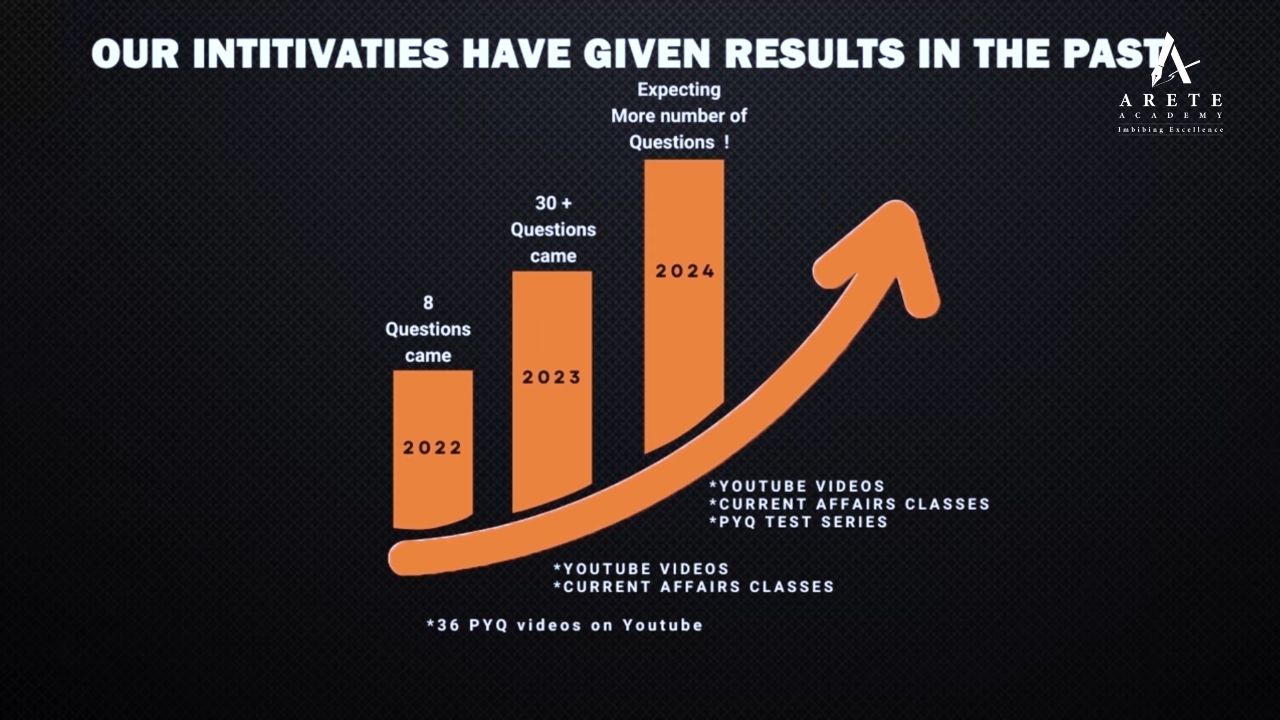 OUR INTITIVATIES HAVE GIVEN RESULTS IN THE PAST
ARETE
ACADEMY
Imbibing Excellence
Expecting
More number of
Questions !
30 +
Questions
came
8
Questions
came
2024
2023
2022
*YOUTUBE VIDEOS
*CURRENT AFFAIRS CLASSES
*PYQ TEST SERIES
*YOUTUBE VIDEOS
*CURRENT AFFAIRS CLASSES
*36 PYQ videos on Youtube